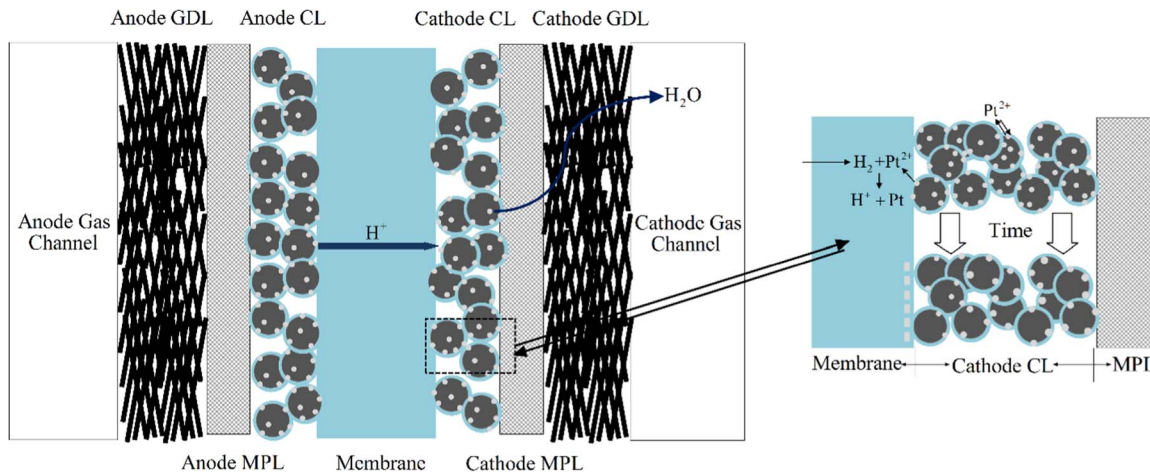 Anode GDL
Anode CL
Cathode CL
Cathode GDL
H₂O
Anode Gas
Channel
H⁺
Cathode Gas
Channel
Anode MPL
Membrane
Cathode MPL
Pt²⁺
H₂ +Pt²⁺
H⁺ + Pt
Time
Membrane
Cathode CL
MPL